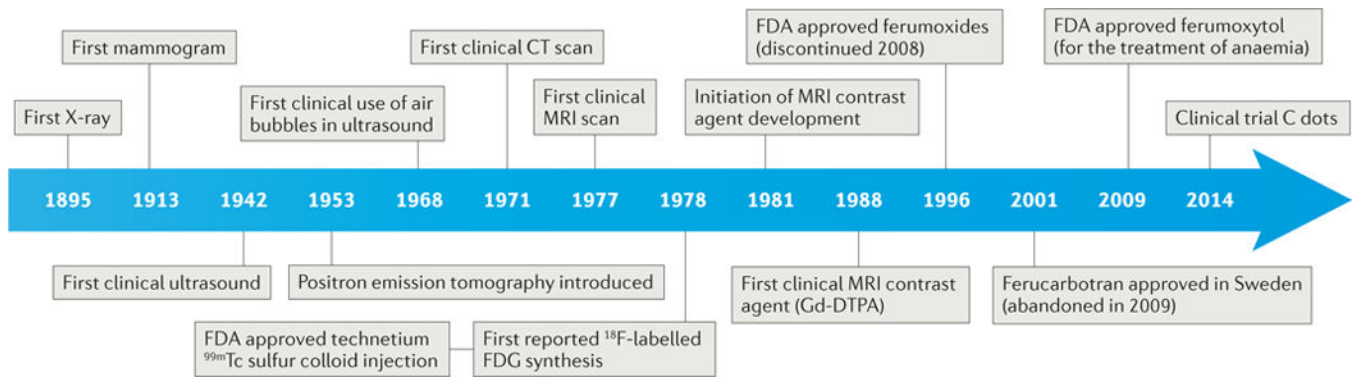 First mammogram
First clinical CT scan
FDA approved ferumoxides
(discontinued 2008)
FDA approved ferumoxytol
(for the treatment of anaemia)
First X-ray
First clinical use of air
bubbles in ultrasound
First clinical
MRI scan
Initiation of MRI contrast
agent development
Clinical trial C dots
1895 1913 1942 1953 1968 1971 1977 1978 1981 1988 1996 2001 2009 2014
First clinical ultrasound
Positron emission tomography introduced
First clinical MRI contrast
agent (Gd-DTPA)
Ferucarbotran approved in Sweden
(abandoned in 2009)
FDA approved technetium
⁹⁹ᵐTc sulfur colloid injection
First reported ¹⁸F-labelled
FDG synthesis